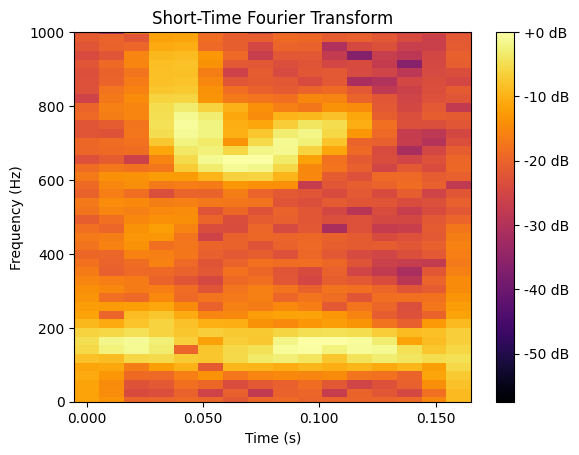 Short-Time Fourier Transform
1000
800
600
400
200
0
Frequency (Hz)
0.000
0.050
0.100
0.150
Time (s)
+0 dB
-10 dB
-20 dB
-30 dB
-40 dB
-50 dB